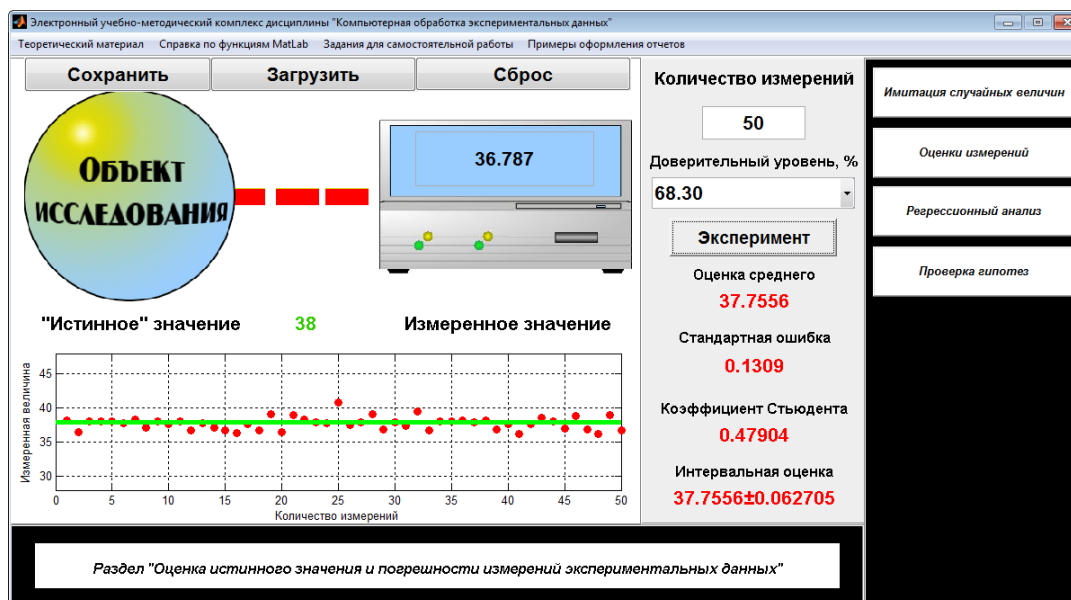 Электронный учебно-методический комплекс дисциплины "Компьютерная обработка экспериментальных данных"
Теоретический материал Справка по функциям MatLab Задания для самостоятельной работы Примеры оформления отчетов
Сохранить Загрузить Сброс
ОБЪЕКТ
ИССЛЕДОВАНИЯ
36.787
"Истинное" значение 38 Измеренное значение
Измеренная величина
45
40
35
30
0 5 10 15 20 25 30 35 40 45 50
Количество измерений
Количество измерений
50
Доверительный уровень, %
68.30
Эксперимент
Оценка среднего
37.7556
Стандартная ошибка
0.1309
Коэффициент Стьюдента
0.47904
Интервальная оценка
37.7556±0.062705
Имитация случайных величин
Оценки измерений
Регрессионный анализ
Проверка гипотез
Раздел "Оценка истинного значения и погрешности измерений экспериментальных данных"